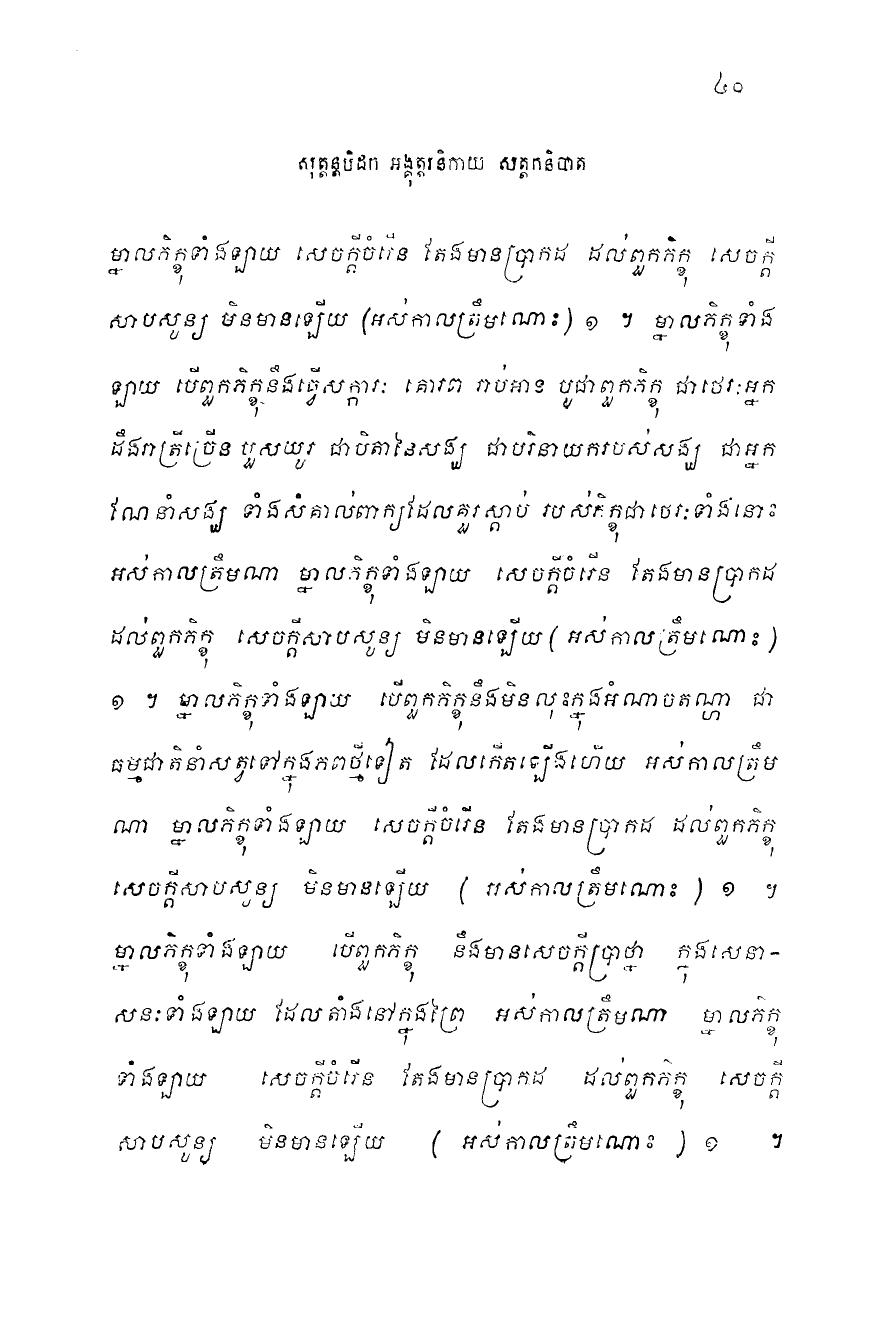 ៤០
សុត្តន្តបិដក អង្គុត្តរនិកាយ សត្តកនិបាត
ម្នាលភិក្ខុទាំងឡាយ សេចក្តីចំរើន តែងមានប្រាកដ ដល់ពួកភិក្ខុ សេចក្តី
សាបសូន្យ មិនមានឡើយ (អស់កាលត្រឹមណោះ) ១ ។ ម្នាលភិក្ខុទាំង
ឡាយ បើពួកភិក្ខុនឹងធ្វើសក្ការៈ គោរព រាប់អាន បូជាពួកភិក្ខុ ជាថេរៈអ្នក
ដឹងរាត្រីច្រើន បួសយូរ ជាបិតានៃសង្ឃ ជាបរិនាយករបស់សង្ឃ ជាអ្នក
ណែនាំសង្ឃ ទាំងសំគាល់ពាក្យដែលគួរស្តាប់ របស់ភិក្ខុជាថេរៈទាំងនោះ
អស់កាលត្រឹមណា ម្នាលភិក្ខុទាំងឡាយ សេចក្តីចំរើន តែងមានប្រាកដ
ដល់ពួកភិក្ខុ សេចក្តីសាបសូន្យ មិនមានឡើយ (អស់កាលត្រឹមណោះ)
១ ។ ម្នាលភិក្ខុទាំងឡាយ បើពួកភិក្ខុនឹងមិនលុះក្នុងអំណាចតណ្ហា ជា
ធម្មជាតិនាំសត្វទៅក្នុងភពថ្មីទៀត ដែលកើតឡើងហើយ អស់កាលត្រឹម
ណា ម្នាលភិក្ខុទាំងឡាយ សេចក្តីចំរើន តែងមានប្រាកដ ដល់ពួកភិក្ខុ
សេចក្តីសាបសូន្យ មិនមានឡើយ (អស់កាលត្រឹមណោះ) ១ ។
ម្នាលភិក្ខុទាំងឡាយ បើពួកភិក្ខុ នឹងមានសេចក្តីប្រាថ្នា ក្នុងសេនា-
សនៈទាំងឡាយ ដែលតាំងនៅក្នុងព្រៃ អស់កាលត្រឹមណា ម្នាលភិក្ខុ
ទាំងឡាយ សេចក្តីចំរើន តែងមានប្រាកដ ដល់ពួកភិក្ខុ សេចក្តី
សាបសូន្យ មិនមានឡើយ (អស់កាលត្រឹមណោះ) ១ ។